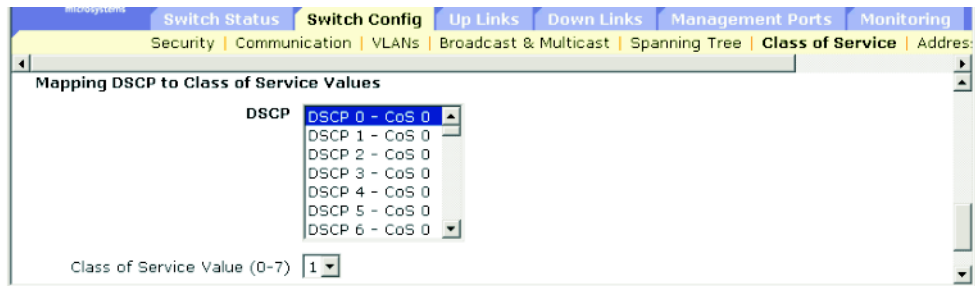 microsystems
Switch Status Switch Config Up Links Down Links Management Ports Monitoring
Security | Communication | VLANs | Broadcast & Multicast | Spanning Tree | Class of Service | Addres
Mapping DSCP to Class of Service Values
DSCP
DSCP 0 - CoS 0
DSCP 1 - CoS 0
DSCP 2 - CoS 0
DSCP 3 - CoS 0
DSCP 4 - CoS 0
DSCP 5 - CoS 0
DSCP 6 - CoS 0
Class of Service Value (0-7) 1